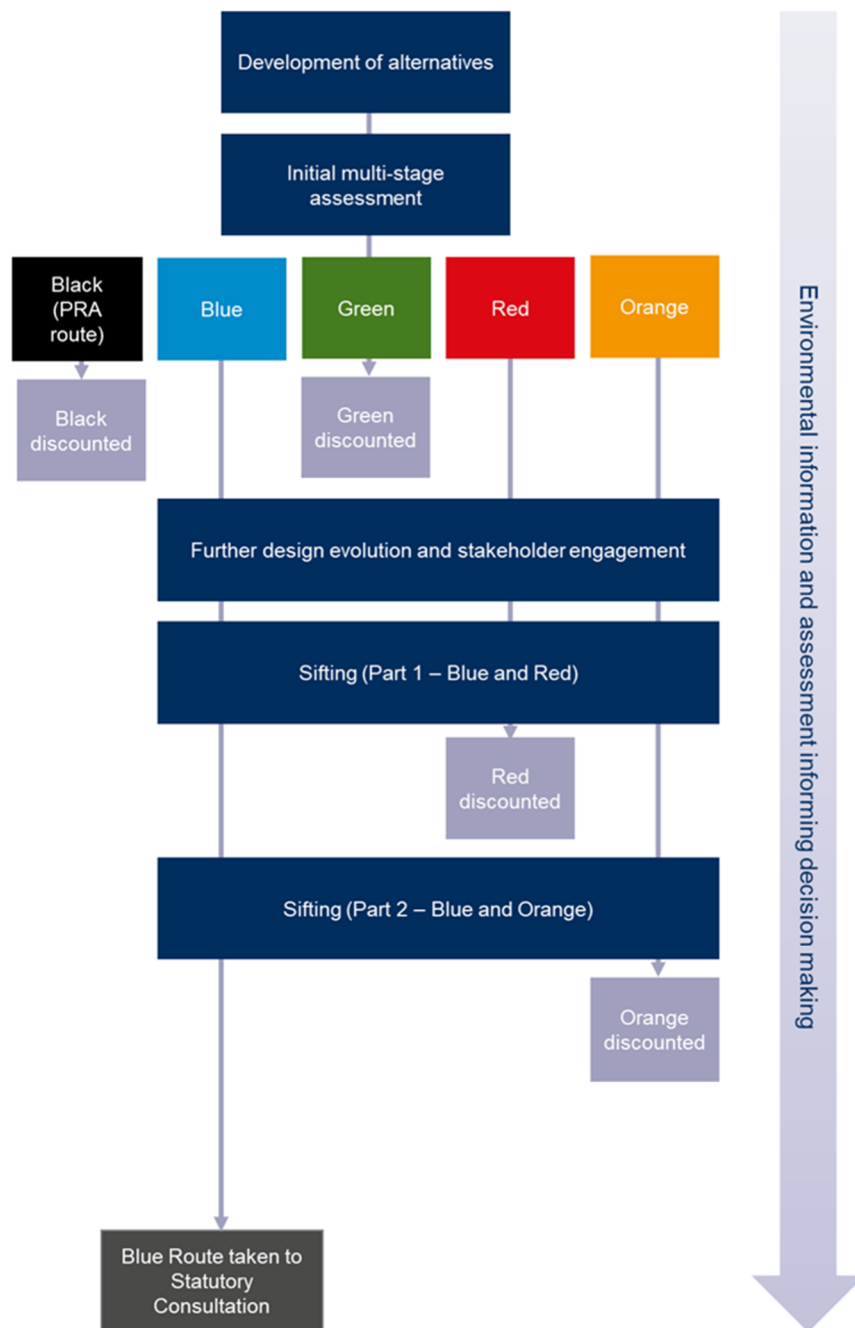 Development of alternatives
Initial multi-stage
assessment
Black
(PRA
route)
Blue
Green
Red
Orange
Black
discounted
Green
discounted
Further design evolution and stakeholder engagement
Sifting (Part 1 – Blue and Red)
Red
discounted
Sifting (Part 2 – Blue and Orange)
Orange
discounted
Blue Route taken to
Statutory
Consultation
Environmental information and assessment informing decision making